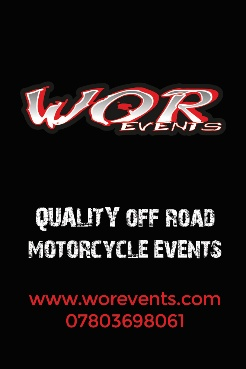 WOR
EVENTS
QUALITY OFF ROAD
MOTORCYCLE EVENTS
www.worevents.com
07803698061